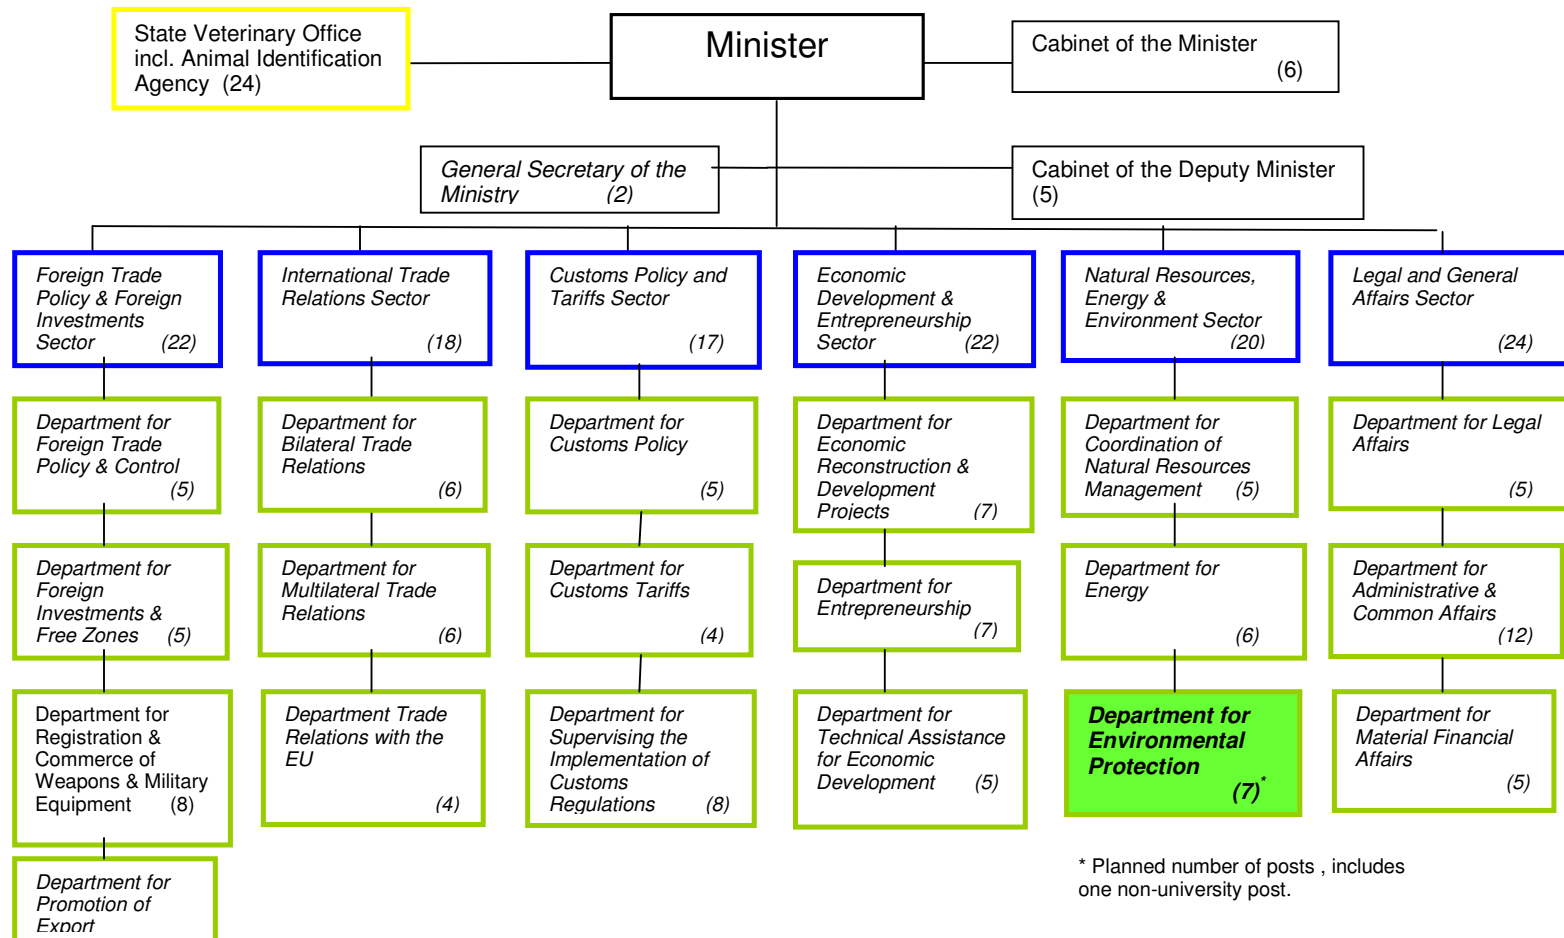 State Veterinary Office
incl. Animal Identification
Agency (24)
Minister
Cabinet of the Minister
(6)
General Secretary of the
Ministry (2)
Cabinet of the Deputy Minister
(5)
Foreign Trade
Policy & Foreign
Investments
Sector (22)
International Trade
Relations Sector
(18)
Customs Policy and
Tariffs Sector
(17)
Economic
Development &
Entrepreneurship
Sector (22)
Natural Resources,
Energy &
Environment Sector
(20)
Legal and General
Affairs Sector
(24)
Department for
Foreign Trade
Policy & Control
(5)
Department for
Bilateral Trade
Relations
(6)
Department for
Customs Policy
(5)
Department for
Economic
Reconstruction &
Development
Projects (7)
Department for
Coordination of
Natural Resources
Management (5)
Department for Legal
Affairs
(5)
Department for
Foreign
Investments &
Free Zones (5)
Department for
Multilateral Trade
Relations
(6)
Department for
Customs Tariffs
(4)
Department for
Entrepreneurship
(7)
Department for
Energy
(6)
Department for
Administrative &
Common Affairs
(12)
Department for
Registration &
Commerce of
Weapons & Military
Equipment (8)
Department Trade
Relations with the
EU
(4)
Department for
Supervising the
Implementation of
Customs
Regulations (8)
Department for
Technical Assistance
for Economic
Development (5)
Department for
Environmental
Protection
(7)*
Department for
Material Financial
Affairs
(5)
Department for
Promotion of
Export
* Planned number of posts , includes
one non-university post.